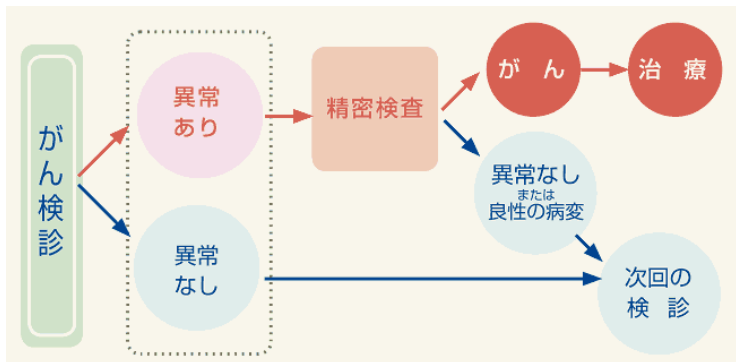 がん検診
異常
あり
異常
なし
精密検査
がん
治療
異常なし
または
良性の病変
次回の
検診